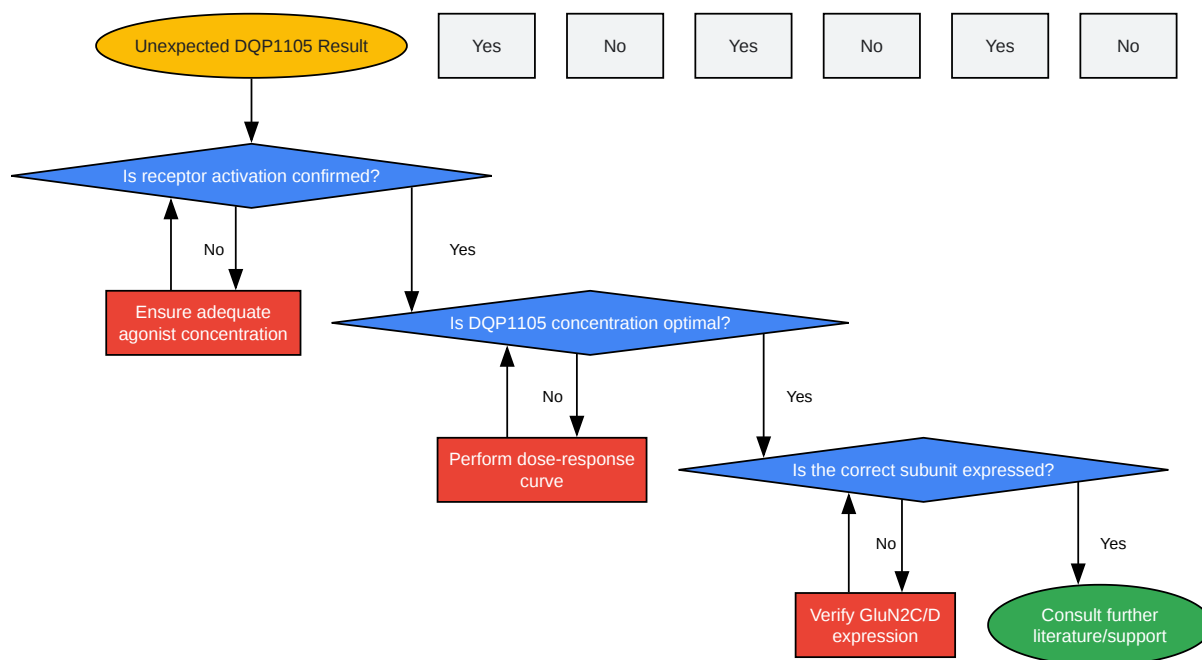 Unexpected DQP1105 Result
Yes
No
Yes
No
Yes
No
Is receptor activation confirmed?
No
Yes
Ensure adequate
agonist concentration
Is DQP1105 concentration optimal?
No
Yes
Perform dose-response
curve
Is the correct subunit expressed?
No
Yes
Verify GluN2C/D
expression
Consult further
literature/support